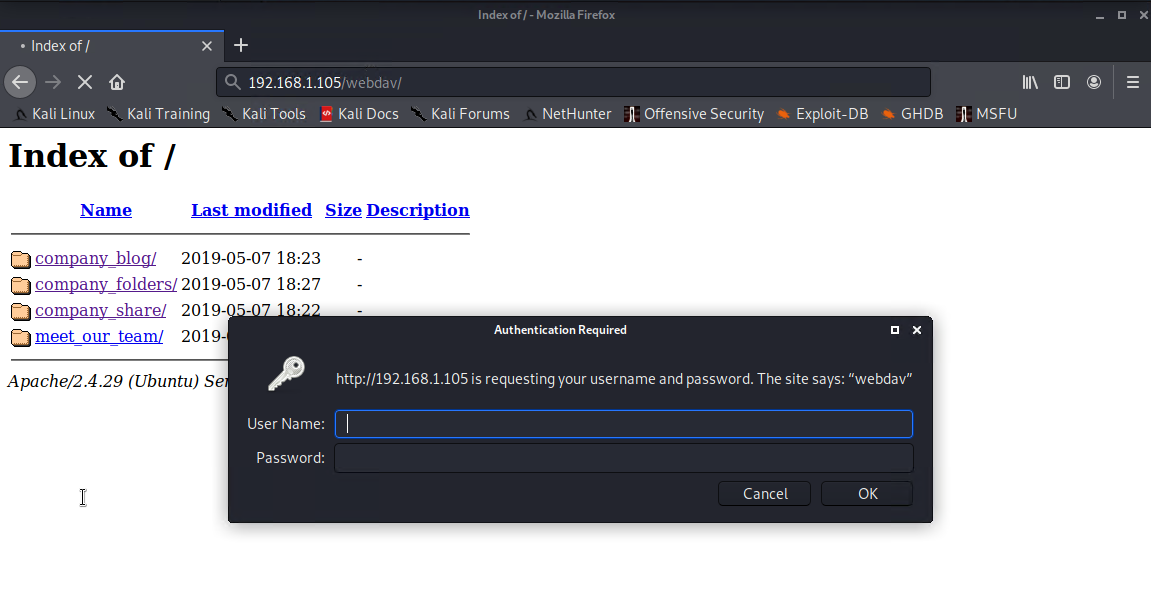 Index of / - Mozilla Firefox
• Index of /
192.168.1.105/webdav/
Kali Linux Kali Training Kali Tools Kali Docs Kali Forums NetHunter Offensive Security Exploit-DB GHDB MSFU
Index of /
Name Last modified Size Description
company_blog/ 2019-05-07 18:23 -
company_folders/ 2019-05-07 18:27 -
company_share/ 2019-05-07 18:22 -
meet_our_team/ 2019-
Apache/2.4.29 (Ubuntu)
Authentication Required
http://192.168.1.105 is requesting your username and password. The site says: “webdav”
User Name:
Password:
Cancel OK